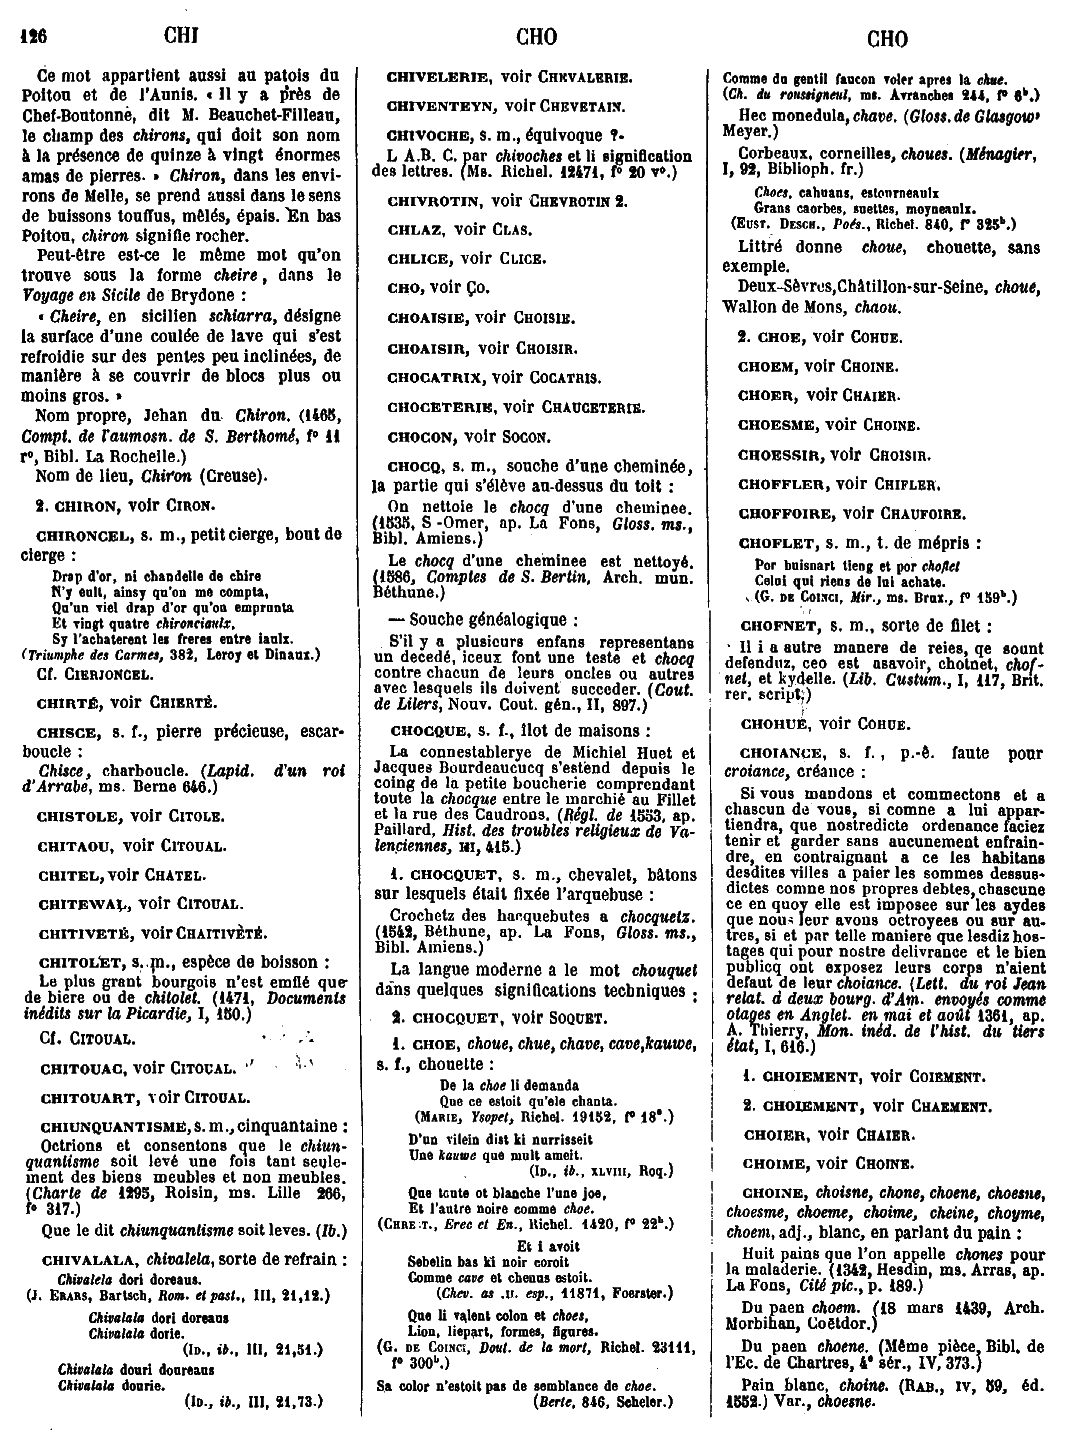 126 CHI CHO CHO
Ce mot appartient aussi au patois du
Poitou et de l'Aunis. « Il y a près de
Chef-Boutonne, dit M. Beauchet-Filleau,
le champ des chirons, qui doit son nom
à la présence de quinze à vingt énormes
amas de pierres. » Chiron, dans les envi-
rons de Melle, se prend aussi dans le sens
de buissons touffus, mêlés, épais. En bas
Poitou, chiron signifie rocher.
Peut-être est-ce le même mot qu'on
trouve sous la forme cheire, dans le
Voyage en Sicile de Brydone :
« Cheire, en sicilien schiarra, désigne
la surface d'une coulée de lave qui s'est
refroidie sur des pentes peu inclinées, de
manière à se couvrir de blocs plus ou
moins gros. »
Nom propre, Jehan du Chiron. (1465,
Compt. de l'aumosn. de S. Berthomé, f° 11
r°, Bibl. La Rochelle.)
Nom de lieu, Chiron (Creuse).
2. CHIRON, voir CIRON.
CHIRONCEL, s. m., petit cierge, bout de
cierge :
Drap d'or, ni chandelle de chire
N'y eult, ainsy qu'on me compta,
Qu'un viel drap d'or qu'on emprunta
Et vingt quatre chironciaulx,
Sy l'achaterent les freres entre iaulx.
(Triumphe des Carmes, 382, Leroy et Dinaux.)
Cf. CIERJONCEL.
CHIRTÉ, voir CHIERTÉ.
CHISCE, s. f., pierre précieuse, escar-
boucle :
Chisce, charboucle. (Lapid. d'un roi
d'Arrabe, ms. Berne 646.)
CHISTOLE, voir CITOLE.
CHITAOU, voir CITOUAL.
CHITEL, voir CHATEL.
CHITEWAL, voir CITOUAL.
CHITIVETÉ, voir CHAITIVETÉ.
CHITOLET, s. m., espèce de boisson :
Le plus grant bourgois n'est emflé que
de biere ou de chitolet. (1471, Documents
inédits sur la Picardie, I, 150.)
Cf. CITOUAL.
CHITOUAC, voir CITOUAL.
CHITOUART, voir CITOUAL.
CHIUNQUANTISME, s. m., cinquantaine :
Octrions et consentons que le chiun-
quantisme soit levé une fois tant seule-
ment des biens meubles et non meubles.
(Charte de 1295, Roisin, ms. Lille 266,
f° 317.)
Que le dit chiunquantisme soit leves. (Ib.)
CHIVALALA, chivalela, sorte de refrain :
Chivalela dori doreaus.
(J. ERARS, Bartsch, Rom. et past., III, 21,12.)
Chivalala dori doreaus
Chivalala dorie.
(ID., ib., III, 21,51.)
Chivalala douri doureaus
Chivalala dourie.
(ID., ib., III, 21,73.)
CHIVELERIE, voir CHEVALERIE.
CHIVENTEYN, voir CHEVETAIN.
CHIVOCHE, s. m., équivoque ?
L A.B. C. par chivoches et li signification
des lettres. (Ms. Richel. 12471, f° 20 v°.)
CHIVROTIN, voir CHEVROTIN 2.
CHLAZ, voir CLAS.
CHLICE, voir CLICE.
CHO, voir ÇO.
CHOAISIE, voir CHOISIE.
CHOAISIR, voir CHOISIR.
CHOCATRIX, voir COCATRIS.
CHOCETERIE, voir CHAUCETERIE.
CHOCON, voir SOCON.
CHOCQ, s. m., souche d'une cheminée,
la partie qui s'élève au-dessus du toit :
On nettoie le chocq d'une cheminee.
(1535, S -Omer, ap. La Fons, Gloss. ms.,
Bibl. Amiens.)
Le chocq d'une cheminee est nettoyé.
(1586, Comptes de S. Bertin, Arch. mun.
Béthune.)
— Souche généalogique :
S'il y a plusieurs enfans representans
un decedé, iceux font une teste et chocq
contre chacun de leurs oncles ou autres
avec lesquels ils doivent succeder. (Cout.
de Lilers, Nouv. Cout. gén., II, 897.)
CHOCQUE, s. f., îlot de maisons :
La connestablerye de Michiel Huet et
Jacques Bourdeaucucq s'estend depuis le
coing de la petite boucherie comprendant
toute la chocque entre le marchié au Fillet
et la rue des Caudrons. (Régl. de 1553, ap.
Paillard, Hist. des troubles religieux de Va-
lenciennes, III, 415.)
1. CHOCQUET, s. m., chevalet, bâtons
sur lesquels était fixée l'arquebuse :
Crochetz des hacquebutes a chocquetz.
(1542, Béthune, ap. La Fons, Gloss. ms.,
Bibl. Amiens.)
La langue moderne a le mot chouquet
dans quelques significations techniques.
2. CHOCQUET, voir SOQUET.
1. CHOE, choue, chue, chave, cave, kauwe,
s. f., chouette :
De la choe li demanda
Que ce estoit qu'ele chanta.
(MARIE, Ysopet, Richel. 19152, f° 18ª.)
D'un vilein dist ki nurrisseit
Une kauwe que mult ameit.
(ID., ib., XLVIII, Roq.)
Que toute ot blanche l'une joe,
Et l'autre noire comme choe.
(CHREST., Erec et En., Richel. 1420, f° 22ᵇ.)
Et i avoit
Sebelin bas ki noir coroit
Comme cave et chenus estoit.
(Chev. as .II. esp., 11871, Foerster.)
Que li valent colon et choes,
Lion, liepart, formes, figures.
(G. DE COINCI, Dout. de la mort, Richel. 23111,
f° 300ᵇ.)
Sa color n'estoit pas de semblance de choe.
(Berte, 846, Scheler.)
Comme du gentil faucon voler apres la chue.
(Ch. du roussigneul, ms. Avranches 244, f° 6ᵇ.)
Hec monedula, chave. (Gloss. de Glasgow,
Meyer.)
Corbeaux, corneilles, choues. (Ménagier,
I, 92, Biblioph. fr.)
Choes, cahuans, estourneaulx
Grans caorbes, suettes, moyneaulx.
(EUST. DESCH., Poés., Richel. 840, f° 325ᵇ.)
Littré donne choue, chouette, sans
exemple.
Deux-Sèvres, Châtillon-sur-Seine, choue,
Wallon de Mons, chaou.
2. CHOE, voir COHUE.
CHOEM, voir CHOINE.
CHOER, voir CHAIER.
CHOESME, voir CHOINE.
CHOESSIR, voir CHOISIR.
CHOFFLER, voir CHIFLER.
CHOFFOIRE, voir CHAUFOIRE.
CHOFLET, s. m., t. de mépris :
Por buisnart tieng et por choflet
Celui qui riens de lui achate.
(G. DE COINCI, Mir., ms. Brux., f° 159ᵇ.)
CHOFNET, s. m., sorte de filet :
Il i a autre manere de reies, qe sount
defenduz, ceo est asavoir, chotnet, chof-
net, et kydelle. (Lib. Custum., I, 117, Brit.
rer. script.)
CHOHUE, voir COHUE.
CHOIANCE, s. f., p.-ê. faute pour
croiance, créance :
Si vous mandons et commectons et a
chascun de vous, si comne a lui appar-
tiendra, que nostredicte ordenance faciez
tenir et garder sans aucunement enfrain-
dre, en contraignant a ce les habitans
desdites villes a paier les sommes dessus-
dictes comne nos propres debtes, chascune
ce en quoy elle est imposee sur les aydes
que nous leur avons octroyees ou sur au-
tres, si et par telle maniere que lesdiz hos-
tages qui pour nostre delivrance et le bien
publicq ont exposez leurs corps n'aient
defaut de leur choiance. (Lett. du roi Jean
relat. à deux bourg. d'Am. envoyés comme
otages en Anglet. en mai et août 1361, ap.
A. Thierry, Mon. inéd. de l'hist. du tiers
état, I, 616.)
1. CHOIEMENT, voir COIEMENT.
2. CHOIEMENT, voir CHAEMENT.
CHOIER, voir CHAIER.
CHOIME, voir CHOINE.
CHOINE, choisne, chone, choene, choesne,
choesme, choeme, choime, cheine, choyme,
choem, adj., blanc, en parlant du pain :
Huit pains que l'on appelle chones pour
la maladerie. (1342, Hesdin, ms. Arras, ap.
La Fons, Cité pic., p. 189.)
Du paen choem. (18 mars 1439, Arch.
Morbihan, Coëtdor.)
Du paen choene. (Même pièce, Bibl. de
l'Ec. de Chartres, 4ᵉ sér., IV, 373.)
Pain blanc, choine. (RAB., IV, 59, éd.
1552.) Var., choesne.